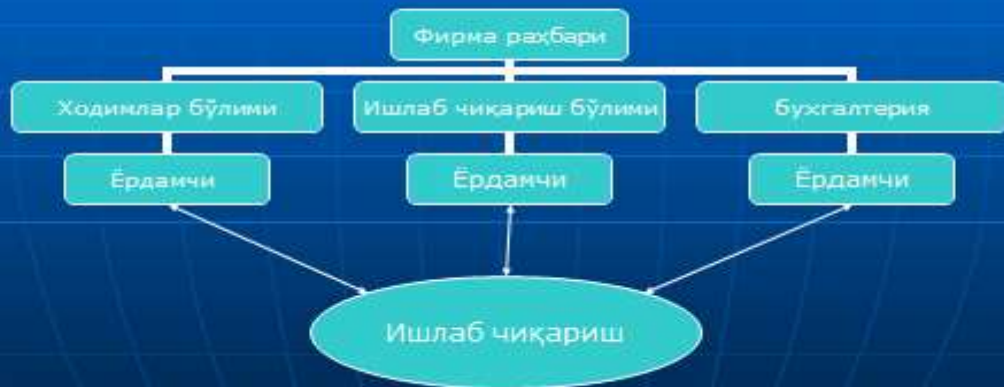 Фирма раҳбари
Ходимлар бўлими
Ишлаб чиқариш бўлими
бухгалтерия
Ёрдамчи
Ёрдамчи
Ёрдамчи
Ишлаб чиқариш